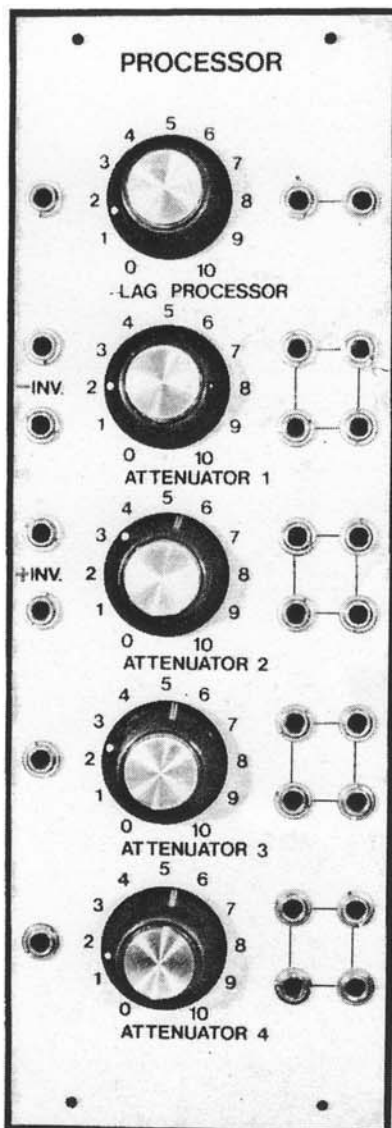 PROCESSOR
4 5 6
3 7
2 8
1 9
0 10
LAG PROCESSOR
4 5 6
3 7
-INV. 2 8
1 9
0 10
ATTENUATOR 1
4 5 6
3 7
+INV. 2 8
1 9
0 10
ATTENUATOR 2
4 5 6
3 7
2 8
1 9
0 10
ATTENUATOR 3
4 5 6
3 7
2 8
1 9
0 10
ATTENUATOR 4